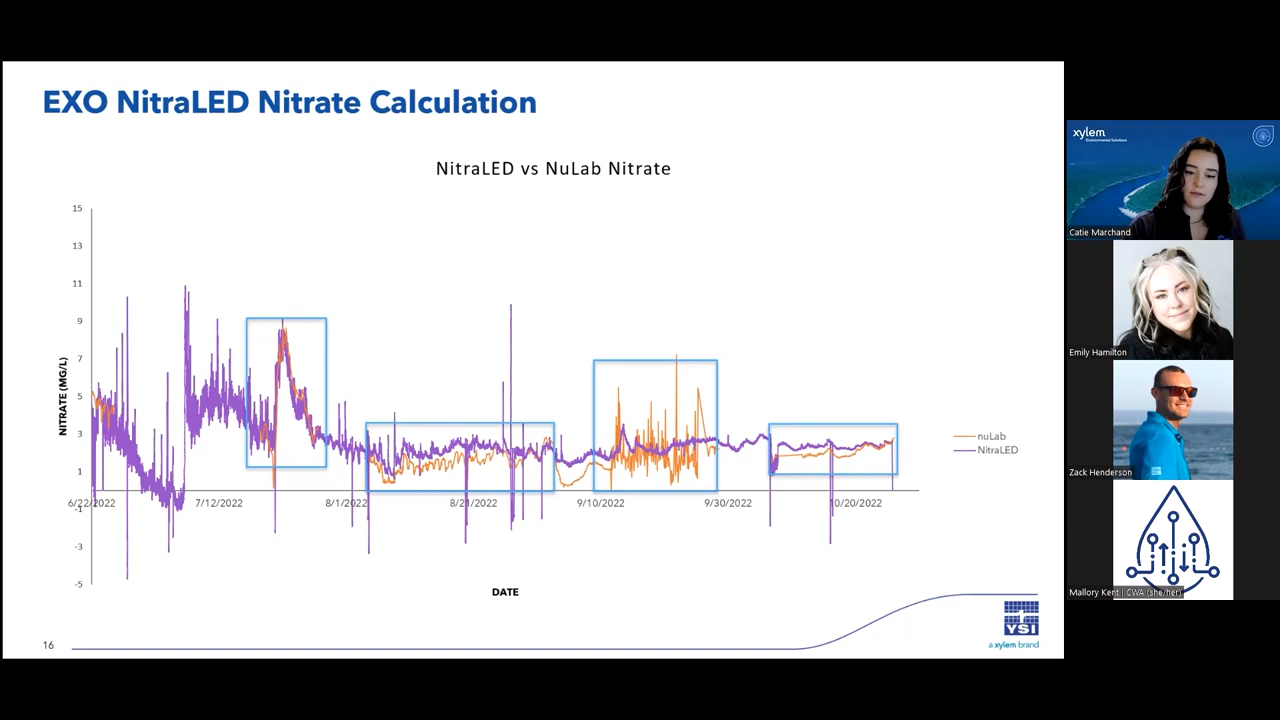 EXO NitraLED Nitrate Calculation
NitraLED vs NuLab Nitrate
15
13
11
9
7
5
3
1
-1
-3
-5
NITRATE (MG/L)
6/22/2022
7/12/2022
8/1/2022
8/21/2022
9/10/2022
9/30/2022
10/20/2022
DATE
nuLab
NitraLED
16
YSI
a xylem brand
xylem
Environmental Solutions
Catie Marchand
Emily Hamilton
Zack Henderson
Mallory Kent | CWA (she/her)